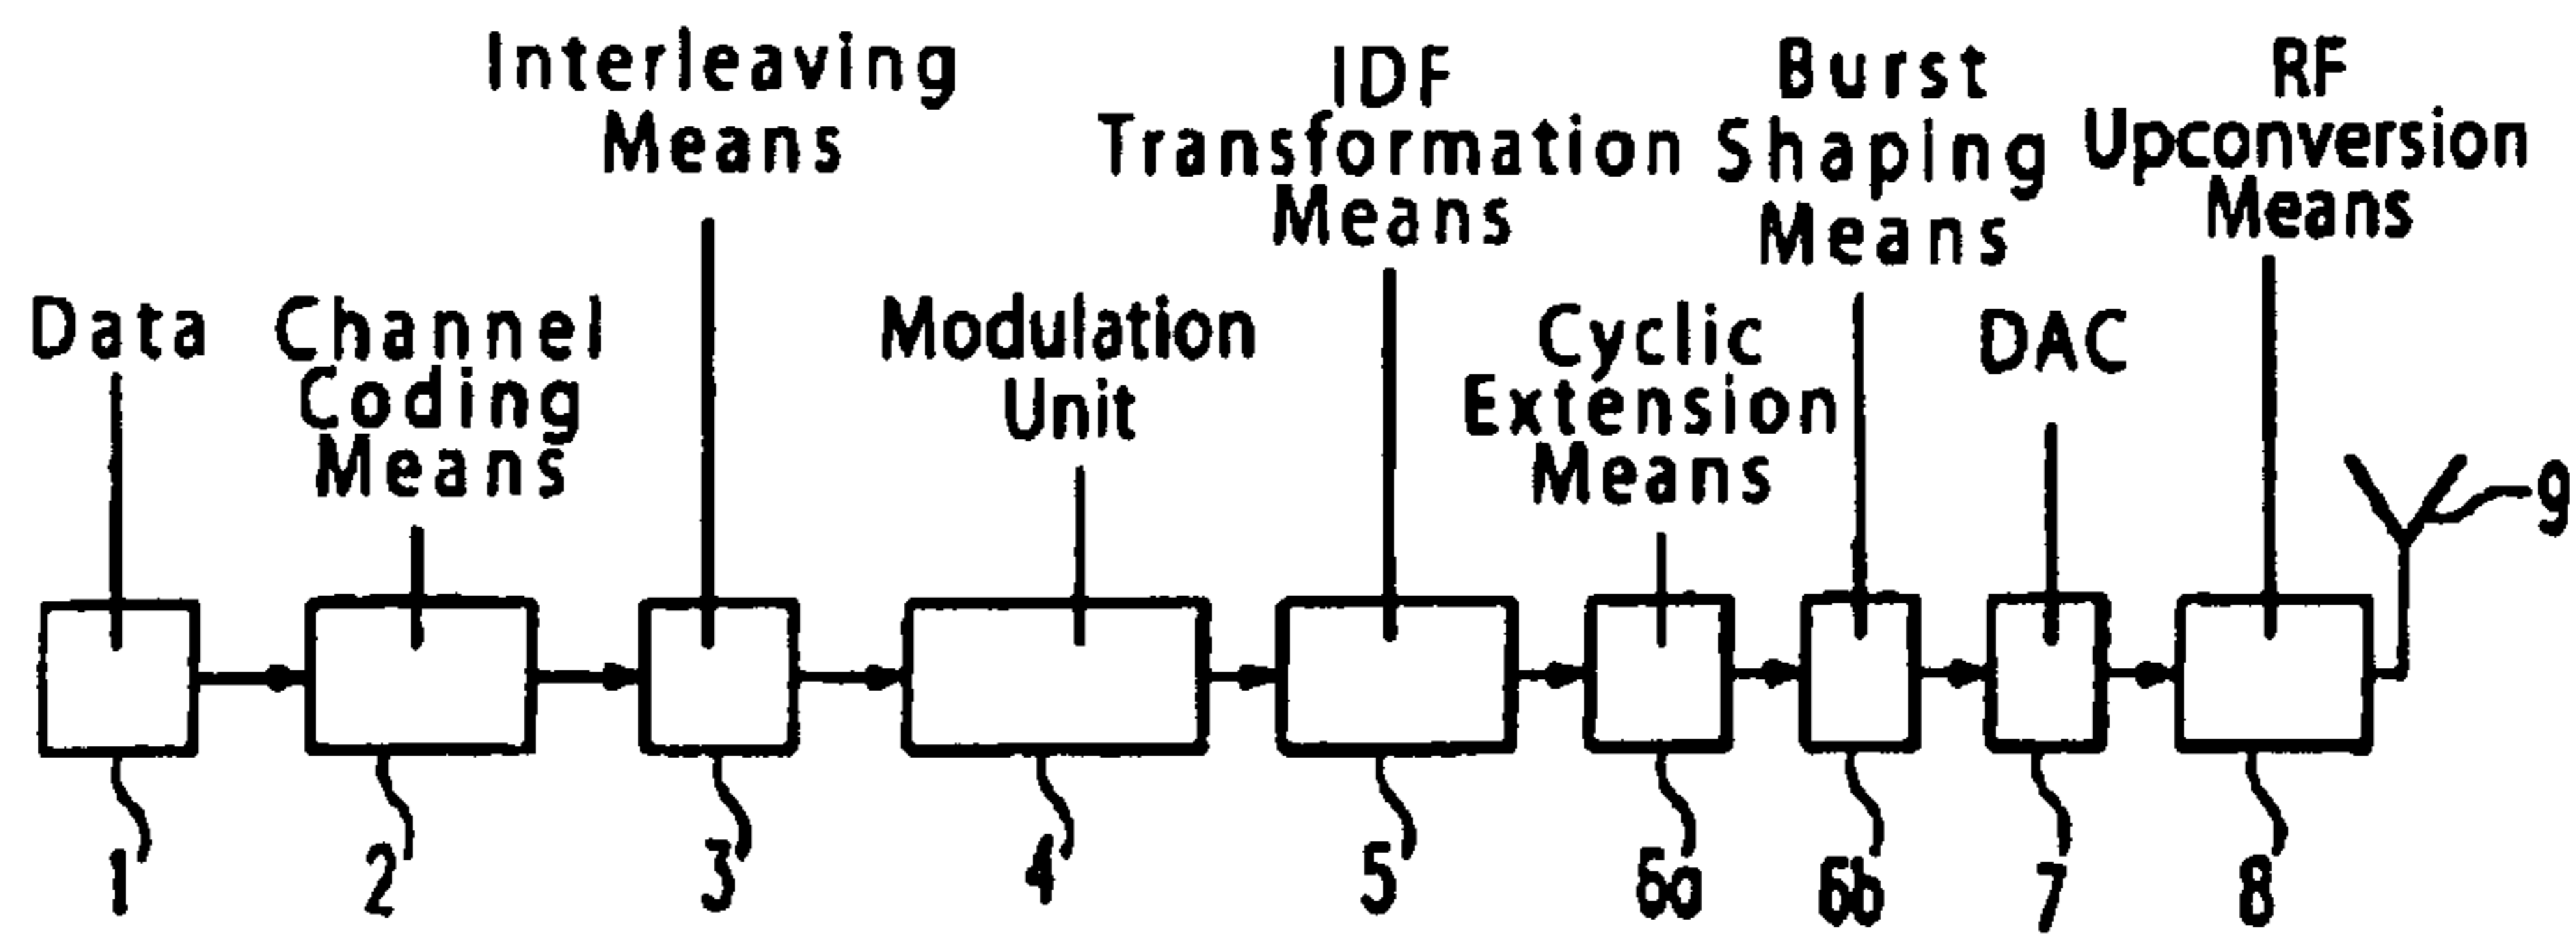 Interleaving
Means
IDF
Transformation
Means
Burst
Shaping
Means
RF
Upconversion
Means
Data
Channel
Coding
Means
Modulation
Unit
Cyclic
Extension
Means
DAC
9
1
2
3
4
5
6a
6b
7
8